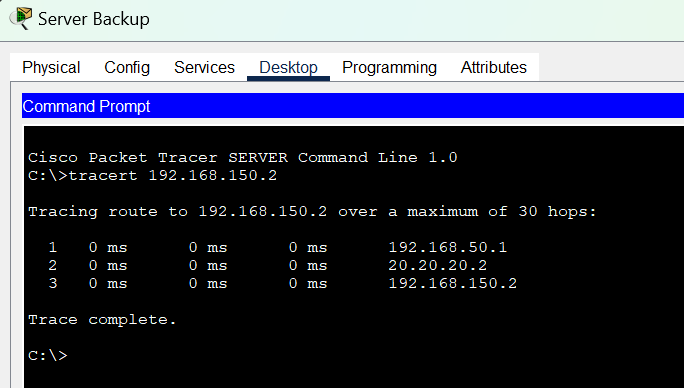 Server Backup
Physical Config Services Desktop Programming Attributes
Command Prompt
Cisco Packet Tracer SERVER Command Line 1.0
C:\>tracert 192.168.150.2
Tracing route to 192.168.150.2 over a maximum of 30 hops:
1 0 ms 0 ms 0 ms 192.168.50.1
2 0 ms 0 ms 0 ms 20.20.20.2
3 0 ms 0 ms 0 ms 192.168.150.2
Trace complete.
C:\>